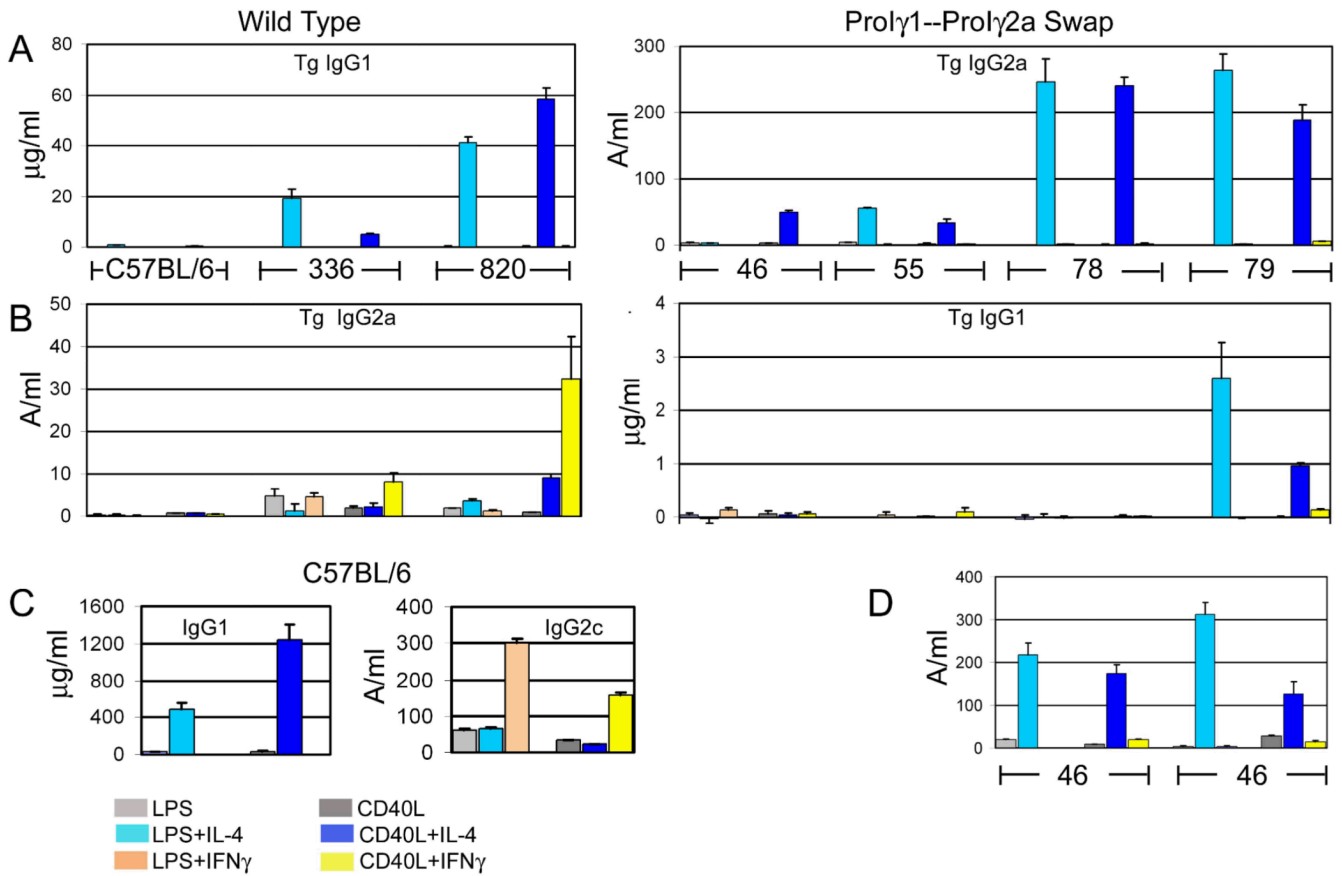 Wild Type
ProIγ1--ProIγ2a Swap
A
Tg IgG1
µg/ml
80
60
40
20
0
C57BL/6 336 820
Tg IgG2a
A/ml
300
200
100
0
46 55 78 79
B
Tg IgG2a
A/ml
50
40
30
20
10
0
Tg IgG1
µg/ml
4
3
2
1
0
C57BL/6
C
IgG1
µg/ml
1600
1200
800
400
0
IgG2c
A/ml
400
300
200
100
0
D
A/ml
400
300
200
100
0
46 46
LPS
LPS+IL-4
LPS+IFNγ
CD40L
CD40L+IL-4
CD40L+IFNγ